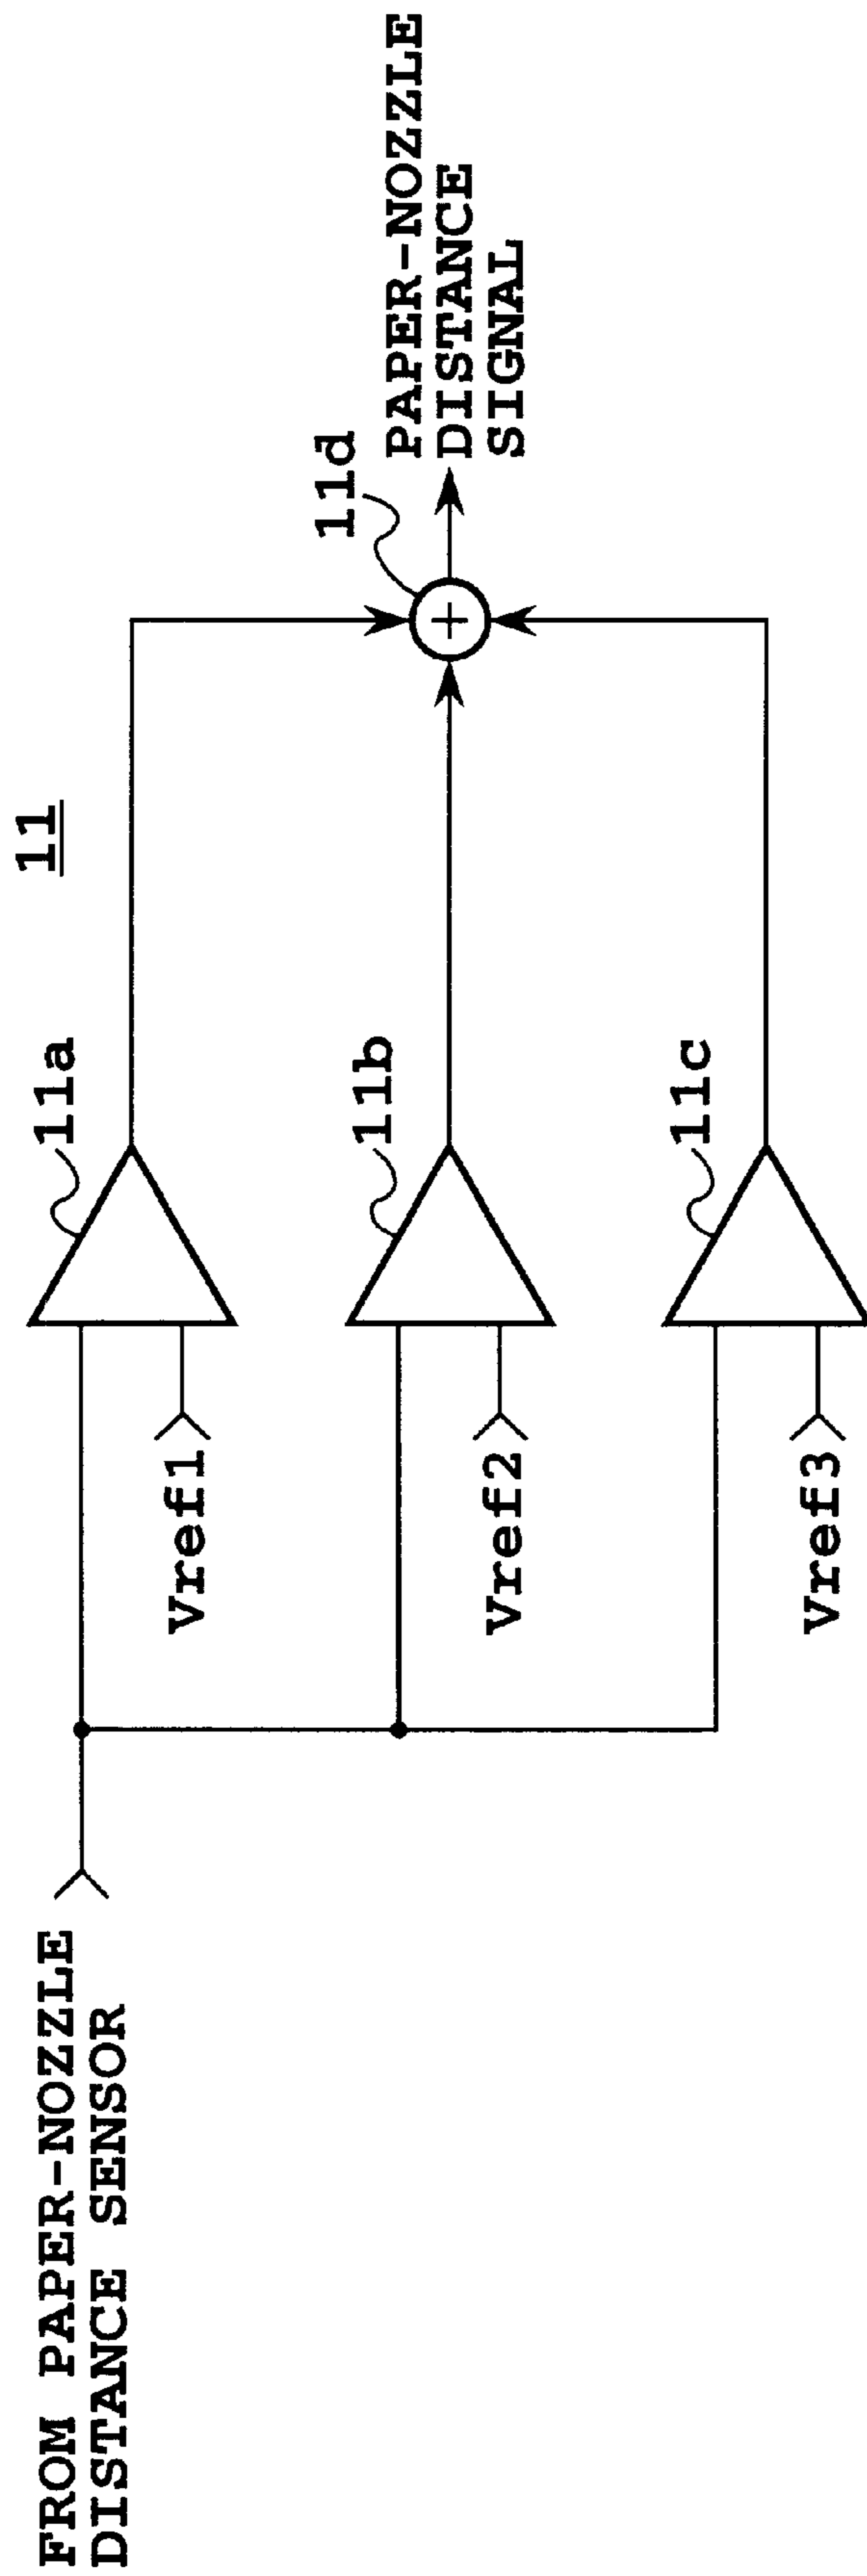 11
FROM PAPER-NOZZLE
DISTANCE SENSOR
11a
Vref1
11b
Vref2
11c
Vref3
11d
+
PAPER-NOZZLE
DISTANCE
SIGNAL